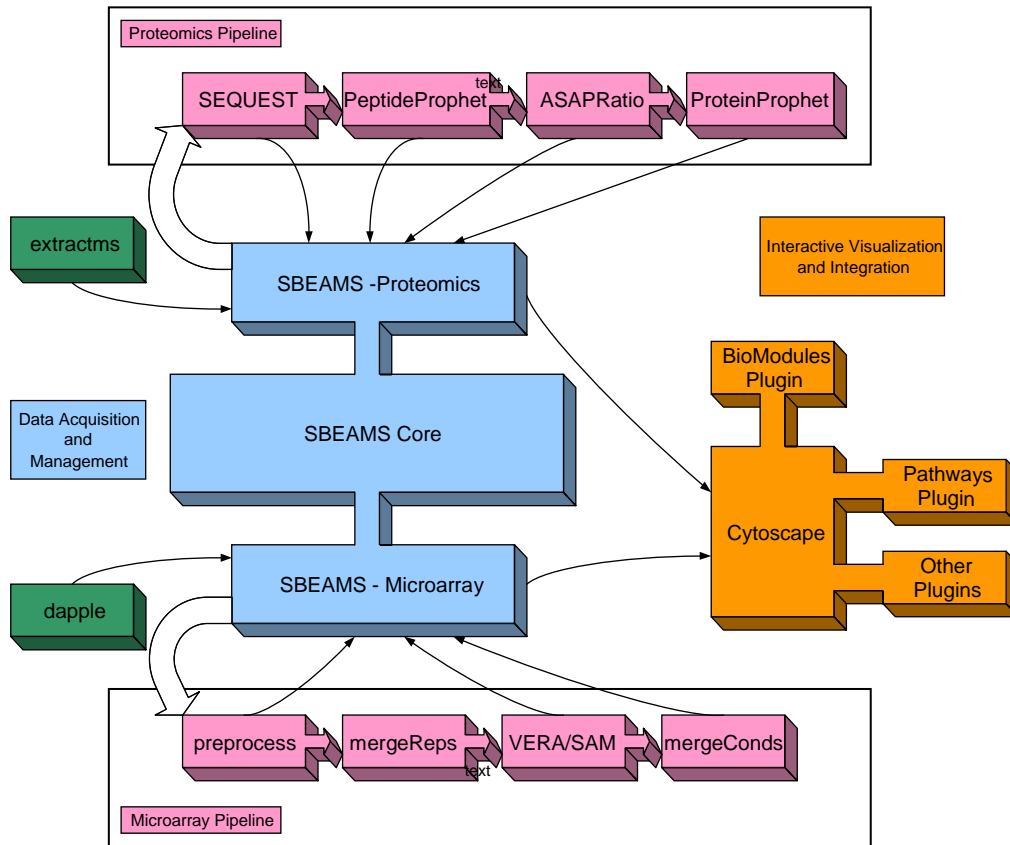 Proteomics Pipeline
text
SEQUEST
PeptideProphet
ASAPRatio
ProteinProphet
extractms
SBEAMS -Proteomics
Interactive Visualization
and Integration
BioModules
Plugin
Data Acquisition
and
Management
SBEAMS Core
Pathways
Plugin
Cytoscape
Other
Plugins
SBEAMS - Microarray
dapple
preprocess
mergeReps
VERA/SAM
mergeConds
text
Microarray Pipeline